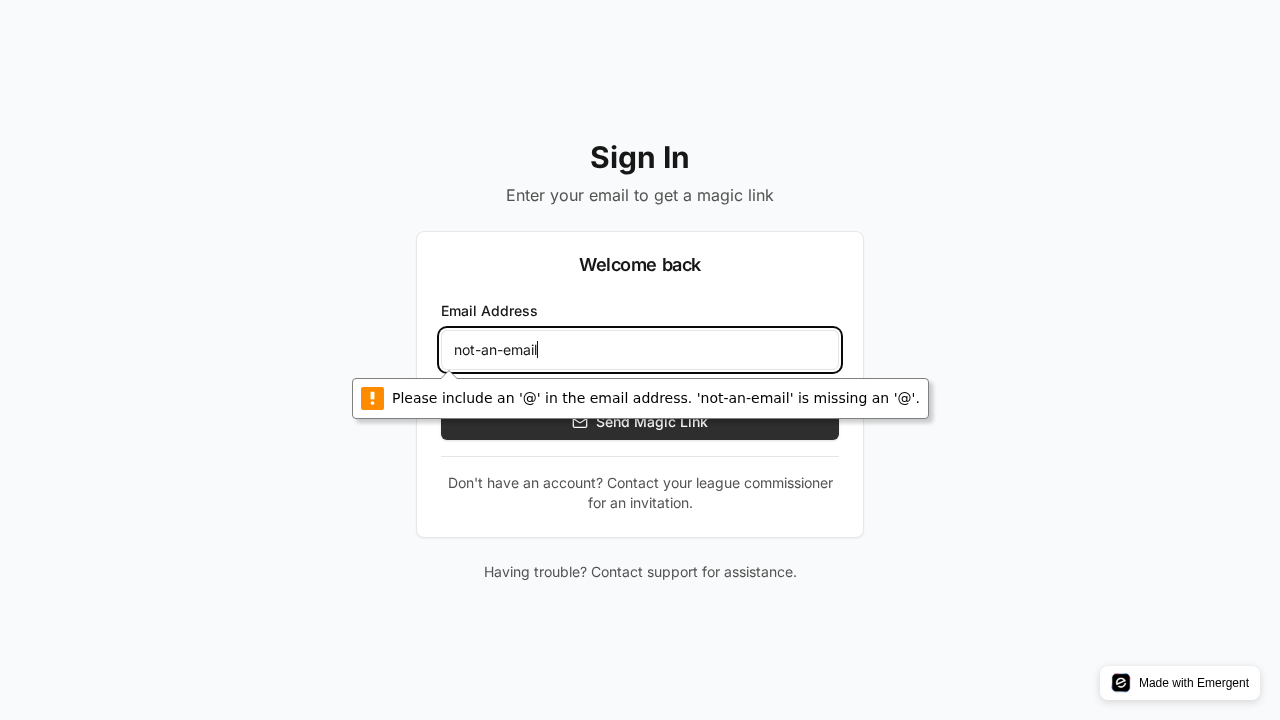 Sign In
Enter your email to get a magic link
Welcome back
Email Address
not-an-email
Please include an '@' in the email address. 'not-an-email' is missing an '@'.
Send Magic Link
Don't have an account? Contact your league commissioner
for an invitation.
Having trouble? Contact support for assistance.
Made with Emergent